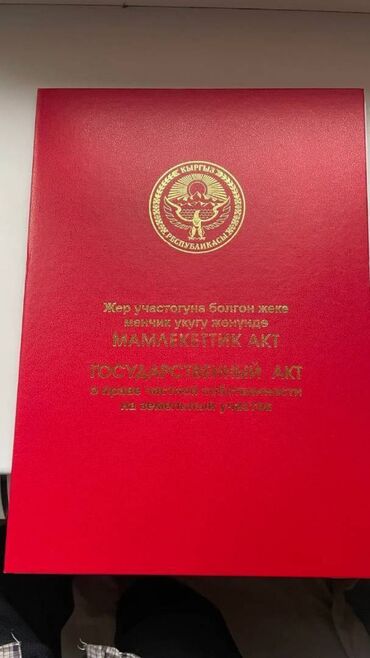 КЫРГЫЗ
РЕСПУБЛИКАСЫ
Жер участогуна болгон жеке
менчик укугу жөнүндө
МАМЛЕКЕТТИК АКТ
ГОСУДАРСТВЕННЫЙ АКТ
о праве частной собственности
на земельный участок